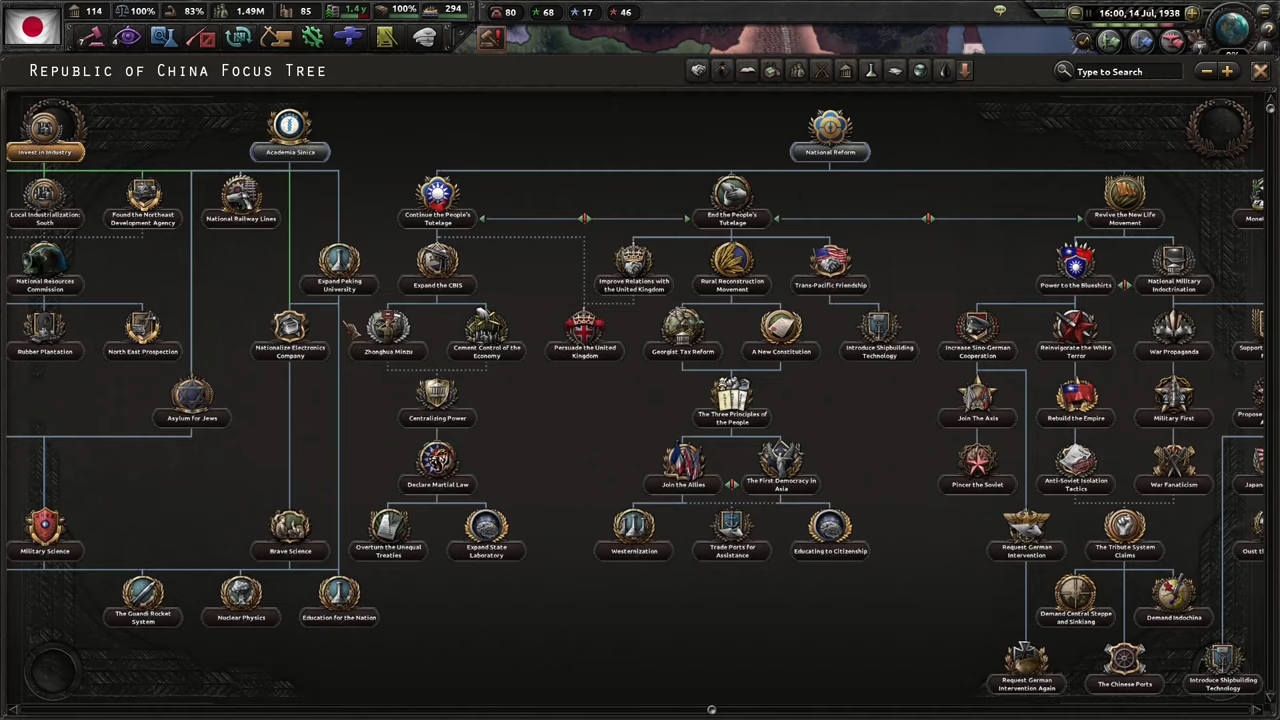 114
100%
83%
1.49M
85
1.4y
100%
294
80
68
17
46
16:00, 14 Jul, 1938
7
4
Republic of China Focus Tree
Type to Search
Invest in Industry
Academia Sinica
National Reform
Local Industrialization:
South
Found the Northeast
Development Agency
National Railway Lines
Continue the People's
Tutelage
End the People's
Tutelage
Revive the New Life
Movement
National Resources
Commission
Expand Peking
University
Expand the CBIS
Improve Relations with
the United Kingdom
Rural Reconstruction
Movement
Trans-Pacific Friendship
Power to the Blueshirts
National Military
Indoctrination
Rubber Plantation
North East Prospection
Nationalize Electronics
Company
Zhonghua Minzu
Cement Control of the
Economy
Persuade the United
Kingdom
Georgist Tax Reform
A New Constitution
Introduce Shipbuilding
Technology
Increase Sino-German
Cooperation
Reinvigorate the White
Terror
War Propaganda
Support
Asylum for Jews
Centralizing Power
The Three Principles of
the People
Join The Axis
Rebuild the Empire
Military First
Propose
Declare Martial Law
Join the Allies
The First Democracy in
Asia
Pincer the Soviet
Anti-Soviet Isolation
Tactics
War Fanaticism
Military Science
Brave Science
Overturn the Unequal
Treaties
Expand State
Laboratory
Westernization
Trade Ports for
Assistance
Educating to Citizenship
Request German
Intervention
The Tribute System
Claims
Oust th
The Guandi Rocket
System
Nuclear Physics
Education for the Nation
Demand Central Steppe
and Sinkiang
Demand Indochina
Request German
Intervention Again
The Chinese Ports
Introduce Shipbuilding
Technology